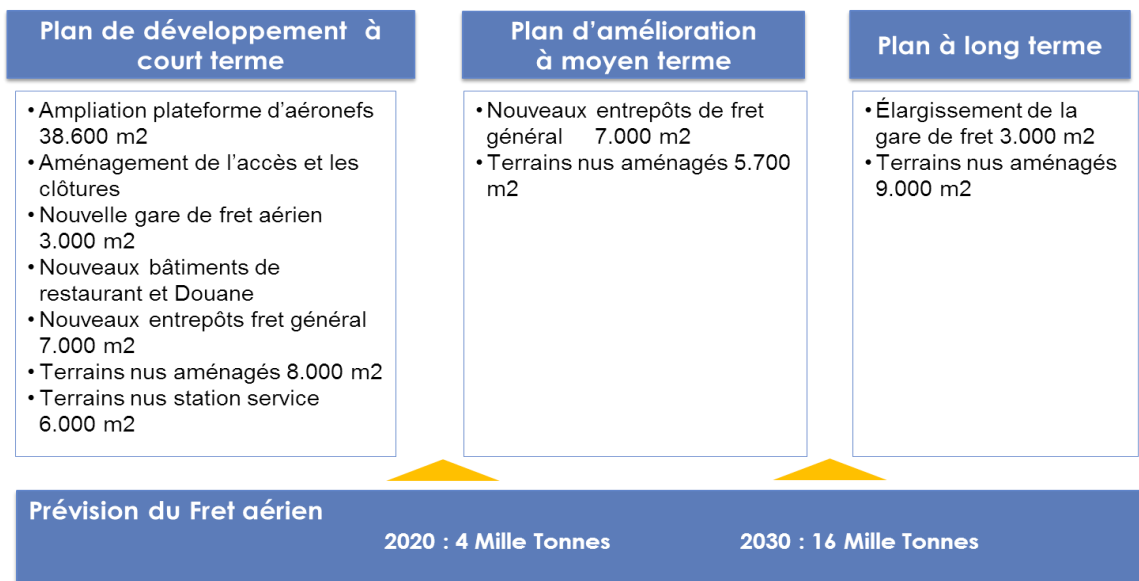 Plan de développement à
court terme
• Ampliation plateforme d'aéronefs
38.600 m2
• Aménagement de l'accès et les
clôtures
• Nouvelle gare de fret aérien
3.000 m2
• Nouveaux bâtiments de
restaurant et Douane
• Nouveaux entrepôts fret général
7.000 m2
• Terrains nus aménagés 8.000 m2
• Terrains nus station service
6.000 m2
Plan d'amélioration
à moyen terme
• Nouveaux entrepôts de fret
général 7.000 m2
• Terrains nus aménagés 5.700
m2
Plan à long terme
• Élargissement de la
gare de fret 3.000 m2
• Terrains nus aménagés
9.000 m2
Prévision du Fret aérien
2020 : 4 Mille Tonnes
2030 : 16 Mille Tonnes